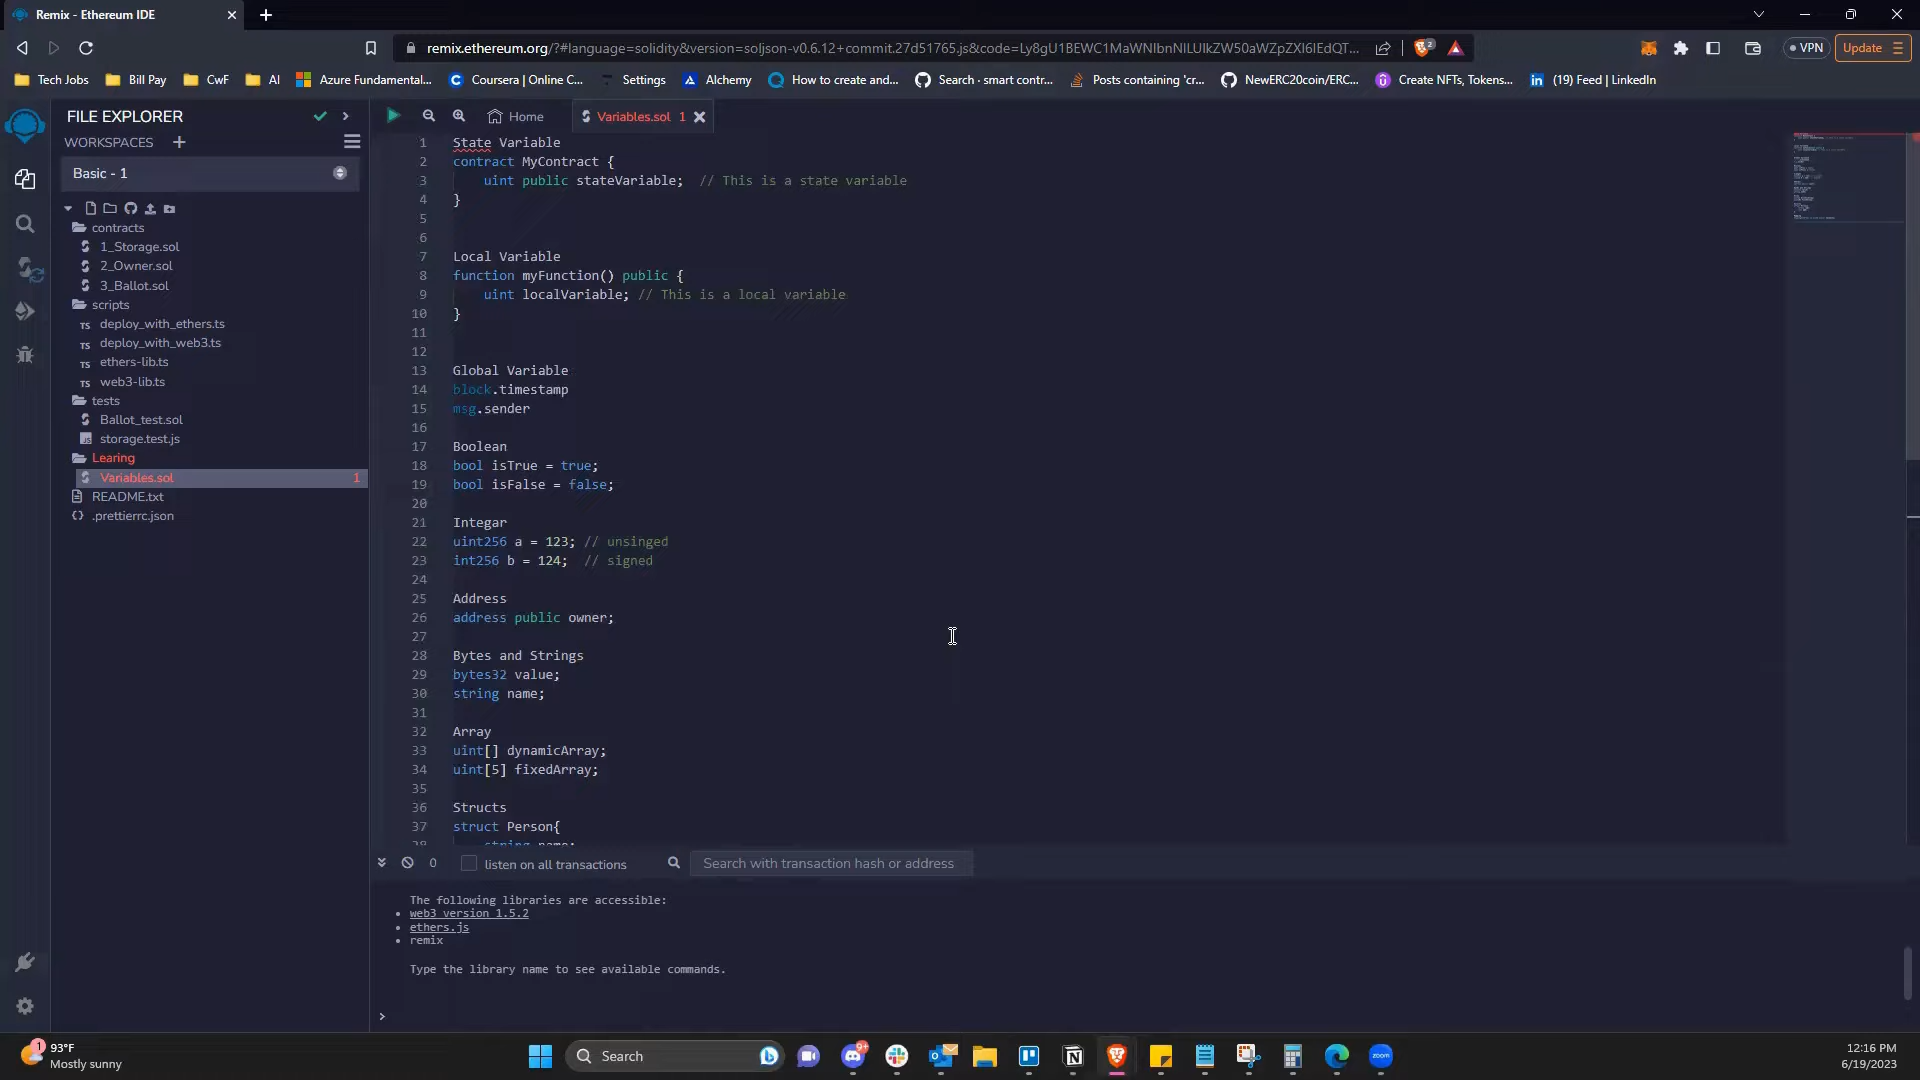 Remix - Ethereum IDE
remix.ethereum.org/?#language=solidity&version=soljson-v0.6.12+commit.27d51765.js&code=Ly8gU1BEWC1MaWNlbnNlLUlkZW50aWZpZXI6IEdQT...
2
VPN
Update
Tech Jobs
Bill Pay
CwF
AI
Azure Fundamental...
Coursera | Online C...
Settings
Alchemy
How to create and...
Search · smart contr...
Posts containing 'cr...
NewERC20coin/ERC...
Create NFTs, Tokens...
(19) Feed | LinkedIn
FILE EXPLORER
WORKSPACES
Basic - 1
contracts
1_Storage.sol
2_Owner.sol
3_Ballot.sol
scripts
TS deploy_with_ethers.ts
TS deploy_with_web3.ts
TS ethers-lib.ts
TS web3-lib.ts
tests
Ballot_test.sol
JS storage.test.js
Learing
Variables.sol 1
README.txt
.prettierrc.json
Home
Variables.sol 1
1 State Variable
2 contract MyContract {
3 uint public stateVariable; // This is a state variable
4 }
5
6
7 Local Variable
8 function myFunction() public {
9 uint localVariable; // This is a local variable
10 }
11
12
13 Global Variable
14 block.timestamp
15 msg.sender
16
17 Boolean
18 bool isTrue = true;
19 bool isFalse = false;
20
21 Integar
22 uint256 a = 123; // unsinged
23 int256 b = 124; // signed
24
25 Address
26 address public owner;
27
28 Bytes and Strings
29 bytes32 value;
30 string name;
31
32 Array
33 uint[] dynamicArray;
34 uint[5] fixedArray;
35
36 Structs
37 struct Person{
38 string name;
0
listen on all transactions
Search with transaction hash or address
The following libraries are accessible:
• web3 version 1.5.2
• ethers.js
• remix
Type the library name to see available commands.
>
1
93°F
Mostly sunny
Search
9+
zoom
12:16 PM
6/19/2023